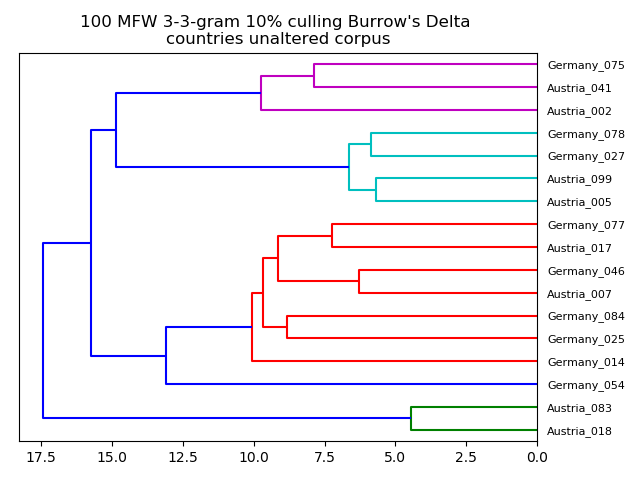 100 MFW 3-3-gram 10% culling Burrow's Delta
countries unaltered corpus
Germany_075
Austria_041
Austria_002
Germany_078
Germany_027
Austria_099
Austria_005
Germany_077
Austria_017
Germany_046
Austria_007
Germany_084
Germany_025
Germany_014
Germany_054
Austria_083
Austria_018
17.5 15.0 12.5 10.0 7.5 5.0 2.5 0.0